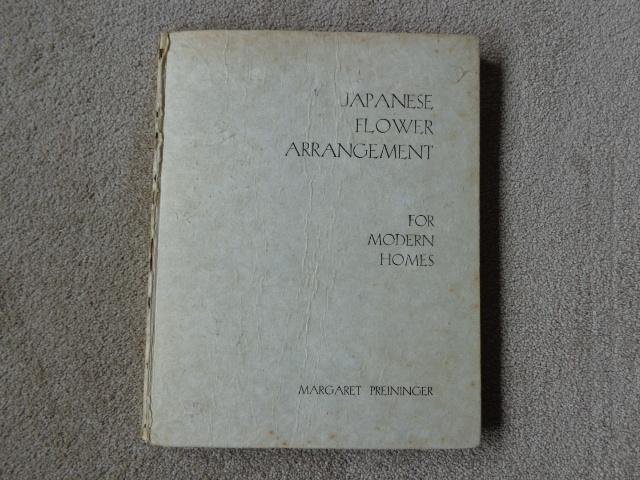 JAPANESE
FLOWER
ARRANGEMENT
FOR
MODERN
HOMES
MARGARET PREININGER